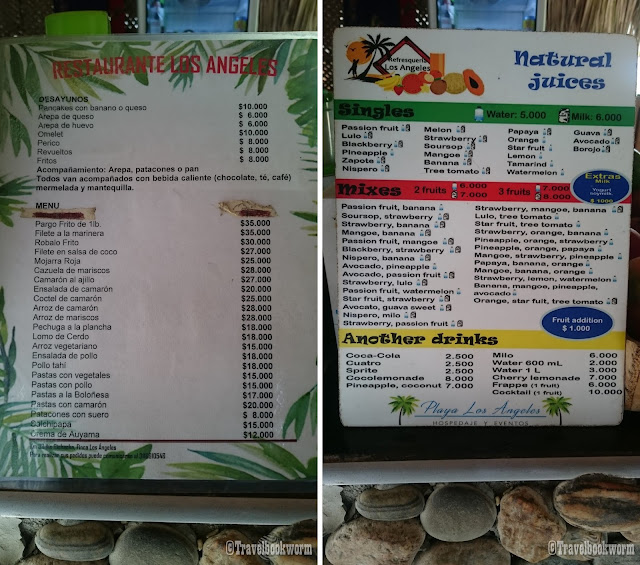 RESTAURANTE LOS ANGELES
DESAYUNOS
Pancakes con banano o queso $10.000
Arepa de queso $ 6.000
Arepa de huevo $ 6.000
Omelet $10.000
Perico $ 8.000
Revueltos $ 8.000
Fritos $ 8.000
Acompañamiento: Arepa, patacones o pan
Todos van acompañados con bebida caliente (chocolate, té, café)
mermelada y mantequilla.
MENU
Pargo Frito de 1lb. $35.000
Filete a la marinera $35.000
Robalo Frito $30.000
Filete en salsa de coco $27.000
Mojarra Roja $25.000
Cazuela de mariscos $28.000
Camarón al ajillo $27.000
Ensalada de camarón $20.000
Coctel de camarón $25.000
Arroz de camarón $28.000
Arroz de mariscos $28.000
Pechuga a la plancha $18.000
Lomo de Cerdo $18.000
Arroz vegetariano $15.000
Ensalada de pollo $18.000
Pollo tahí $18.000
Pastas con vegetales $15.000
Pastas con pollo $15.000
Pastas a la Boloñesa $17.000
Pastas con camarón $20.000
Patacones con suero $ 8.000
Salchipapa $15.000
Crema de Auyama $12.000
Finca Los Ángeles
©Travelbookworm
Refresquería
Los Angeles
Natural
juices
Singles Water: 5.000 Milk: 6.000
Passion fruit
Lulo
Blackberry
Pineapple
Zapote
Nispero
Melon
Strawberry
Soursop
Mangoe
Banana
Tree tomato
Papaya
Orange
Star fruit
Lemon
Tamarind
Watermelon
Guava
Avocado
Borojo
Extras
Milo
Yogurt
Soymilk
$ 1000
Mixes 2 fruits 6.000 7.000 3 fruits 7.000 8.000
Passion fruit, banana
Soursop, strawberry
Strawberry, banana
Mangoe, banana
Passion fruit, mangoe
Blackberry, strawberry
Nispero, banana
Avocado, pineapple
Avocado, passion fruit
Strawberry, lulo
Passion fruit, watermelon
Star fruit, strawberry
Avocato, guava sweet
Nispero, milo
Strawberry, passion fruit
Strawberry, mangoe, banana
Lulo, tree tomato
Strawberry, orange, banana
Pineapple, orange, strawberry
Pineapple, orange, papaya
Mangoe, strawberry, pineapple
Papaya, banana, orange
Mangoe, banana, orange
Strawberry, lemon, watermelon
Banana, mangoe, pineapple,
avocado
Orange, star fuit, tree tomato
Fruit addition
$ 1.000
Another drinks
Coca-Cola 2.500
Cuatro 2.500
Sprite 2.500
Cocolemonade 8.000
Pineapple, coconut 7.000
Milo 6.000
Water 600 mL 2.000
Water 1 L 3.000
Cherry lemonade 7.000
Frappe (1 fruit) 6.000
Cocktail (1 fruit) 10.000
Playa Los Angeles
HOSPEDAJE Y EVENTOS
©Travelbookworm